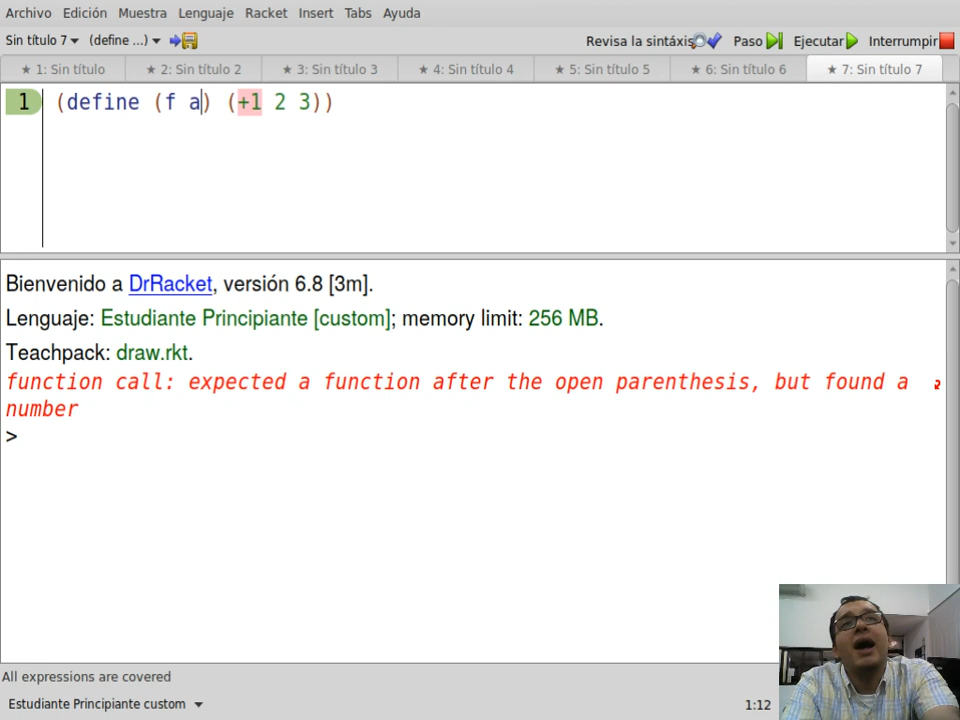 Archivo Edición Muestra Lenguaje Racket Insert Tabs Ayuda
Sin título 7 (define ...) Revisa la sintáxis Paso Ejecutar Interrumpir
★ 1: Sin título ★ 2: Sin título 2 ★ 3: Sin título 3 ★ 4: Sin título 4 ★ 5: Sin título 5 ★ 6: Sin título 6 ★ 7: Sin título 7
1 (define (f a) (+1 2 3))
Bienvenido a DrRacket, versión 6.8 [3m].
Lenguaje: Estudiante Principiante [custom]; memory limit: 256 MB.
Teachpack: draw.rkt.
function call: expected a function after the open parenthesis, but found a
number
>
All expressions are covered
Estudiante Principiante custom 1:12